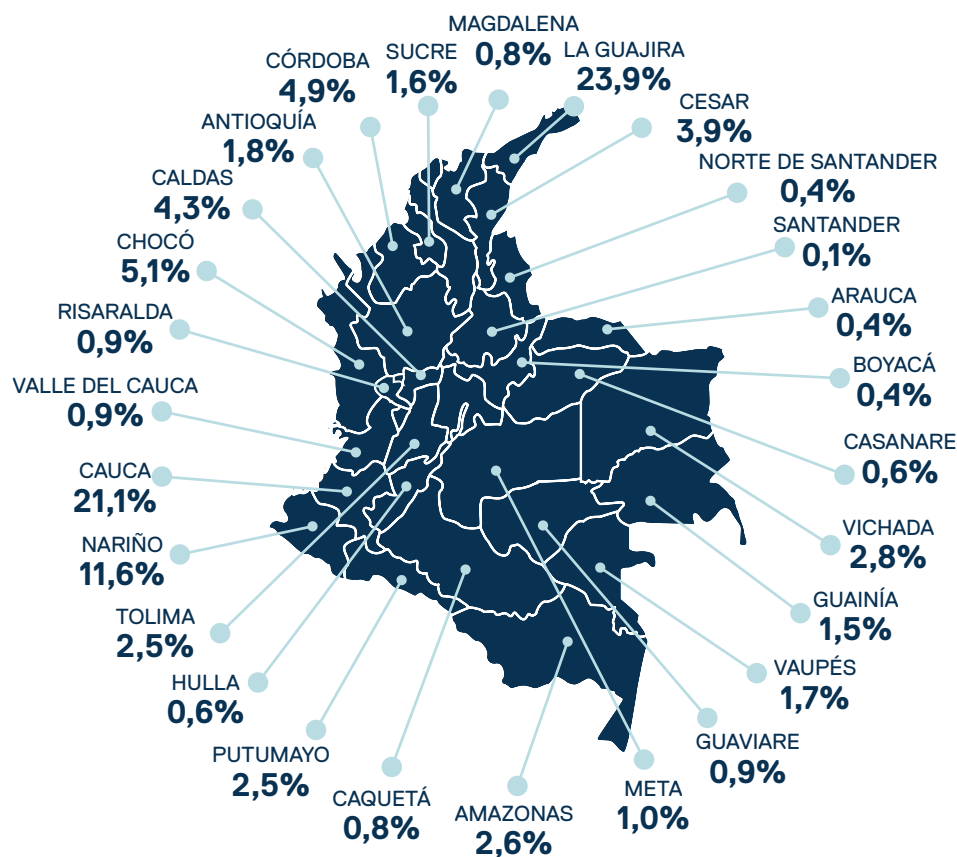 MAGDALENA
0,8%
LA GUAJIRA
23,9%
SUCRE
1,6%
CÓRDOBA
4,9%
CESAR
3,9%
ANTIOQUÍA
1,8%
NORTE DE SANTANDER
0,4%
CALDAS
4,3%
SANTANDER
0,1%
CHOCÓ
5,1%
ARAUCA
0,4%
RISARALDA
0,9%
BOYACÁ
0,4%
VALLE DEL CAUCA
0,9%
CASANARE
0,6%
CAUCA
21,1%
VICHADA
2,8%
NARIÑO
11,6%
GUAINÍA
1,5%
TOLIMA
2,5%
VAUPÉS
1,7%
HULLA
0,6%
GUAVIARE
0,9%
PUTUMAYO
2,5%
META
1,0%
CAQUETÁ
0,8%
AMAZONAS
2,6%